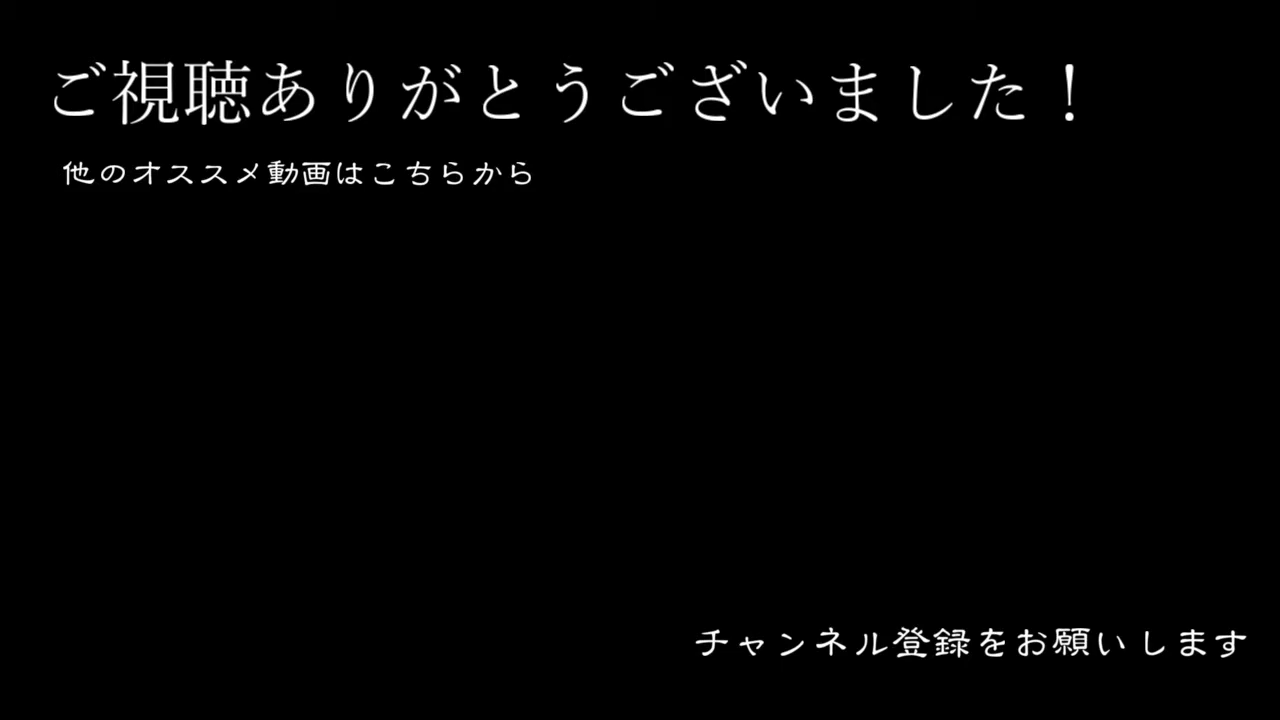 ご視聴ありがとうございました！
他のオススメ動画はこちらから
チャンネル登録をお願いします